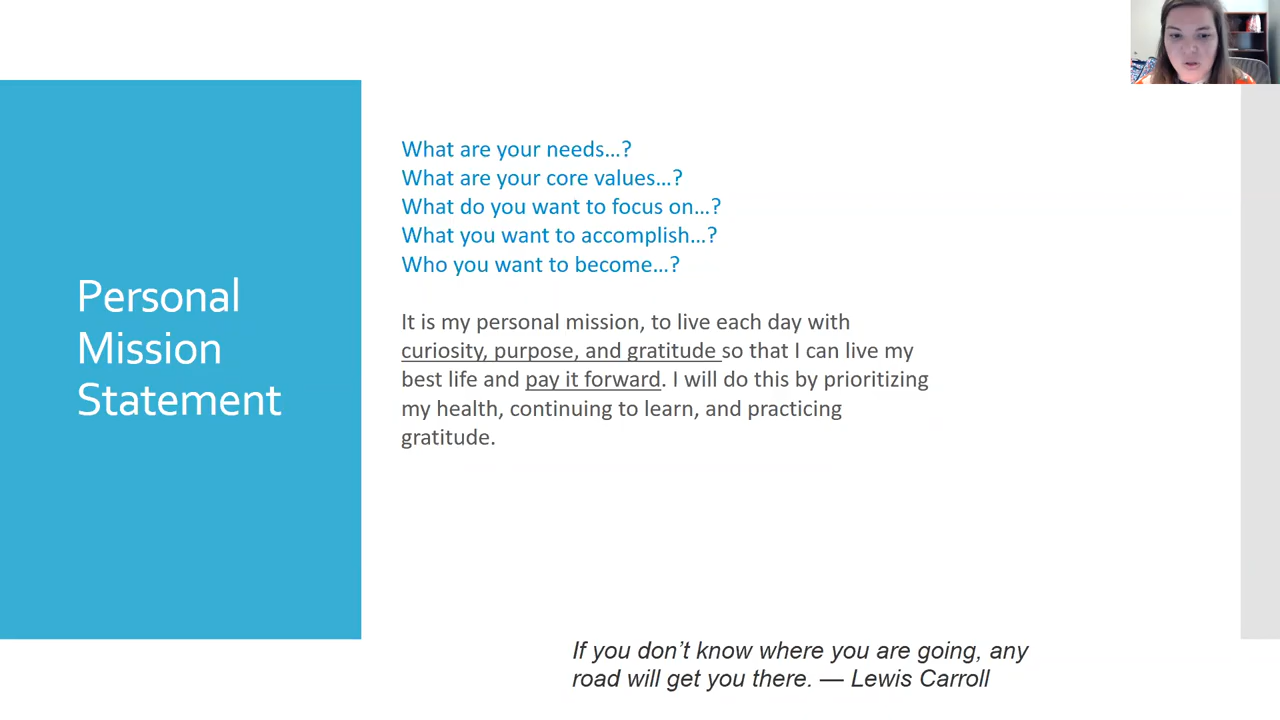 Personal
Mission
Statement
What are your needs…?
What are your core values…?
What do you want to focus on…?
What you want to accomplish…?
Who you want to become…?
It is my personal mission, to live each day with
curiosity, purpose, and gratitude so that I can live my
best life and pay it forward. I will do this by prioritizing
my health, continuing to learn, and practicing
gratitude.
If you don’t know where you are going, any
road will get you there. — Lewis Carroll